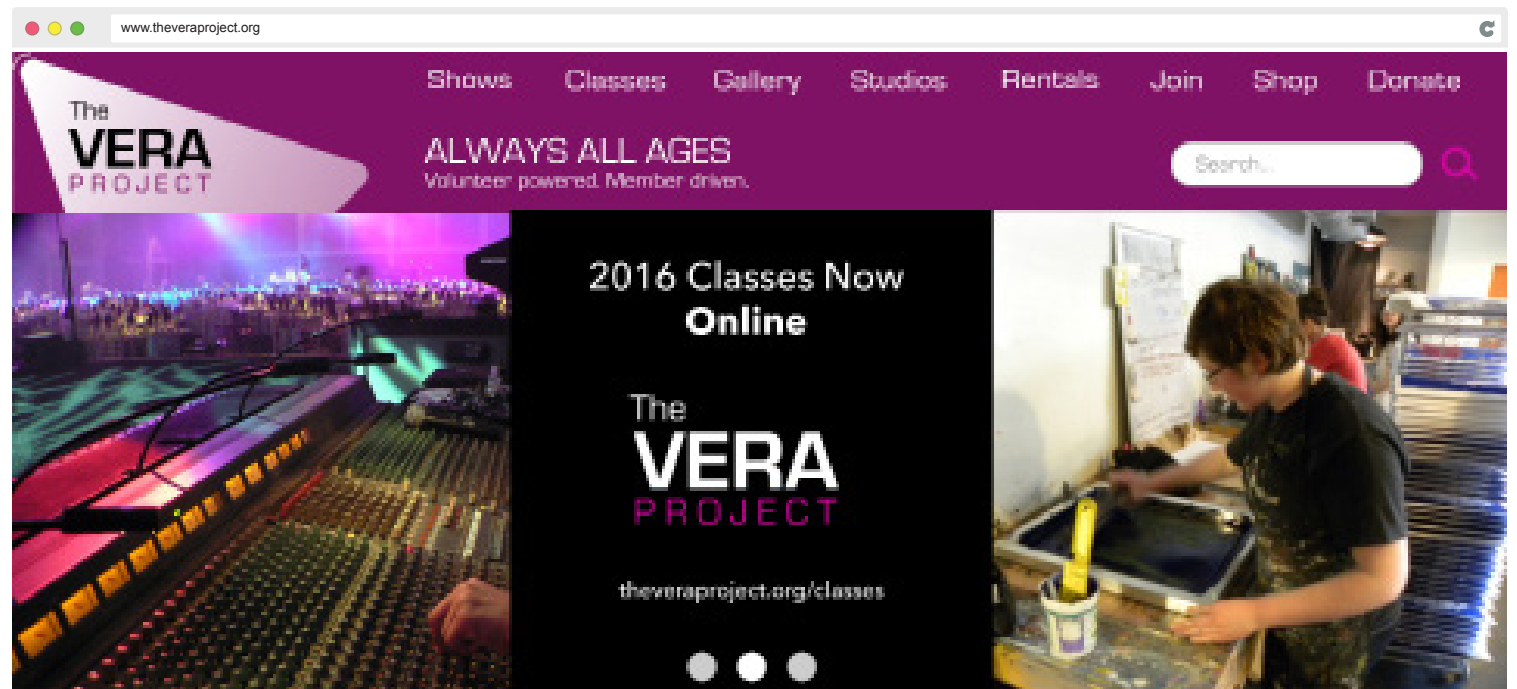 www.theveraproject.org
Shows Classes Gallery Studios Rentals Join Shop Donate
The
VERA
PROJECT
ALWAYS ALL AGES
Volunteer powered. Member driven.
Search...
2016 Classes Now
Online
The
VERA
PROJECT
theveraproject.org/classes